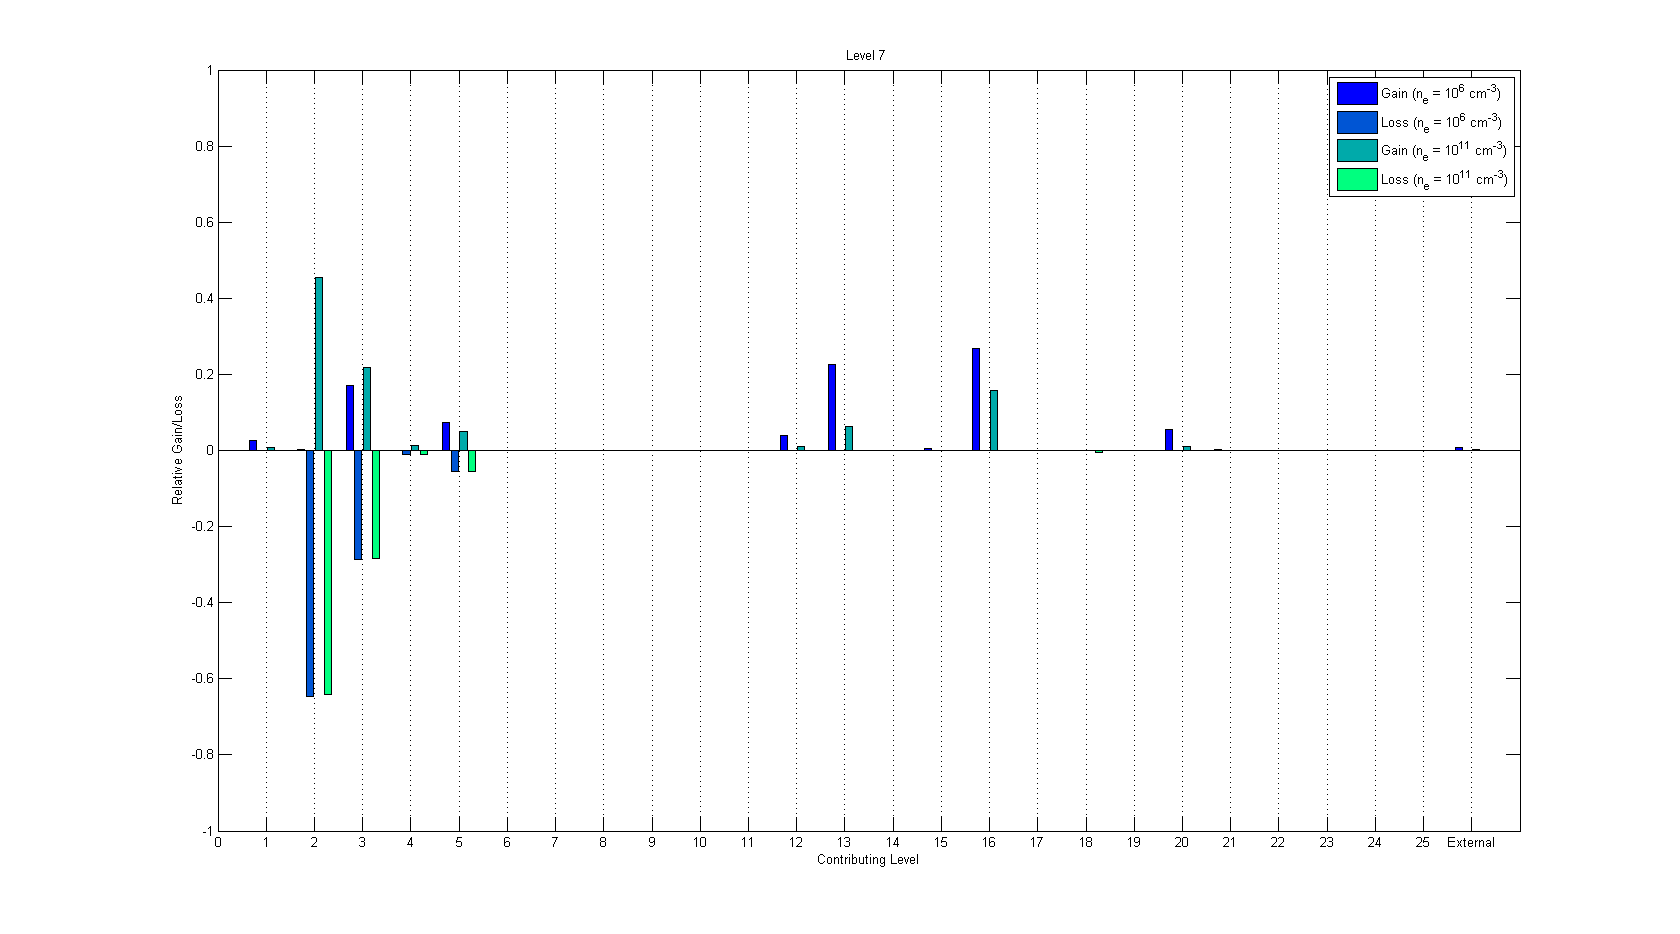 Level 7
1
0.8
0.6
0.4
0.2
0
-0.2
-0.4
-0.6
-0.8
-1
Relative Gain/Loss
Gain (nₑ = 10⁶ cm⁻³)
Loss (nₑ = 10⁶ cm⁻³)
Gain (nₑ = 10¹¹ cm⁻³)
Loss (nₑ = 10¹¹ cm⁻³)
0 1 2 3 4 5 6 7 8 9 10 11 12 13 14 15 16 17 18 19 20 21 22 23 24 25 External
Contributing Level